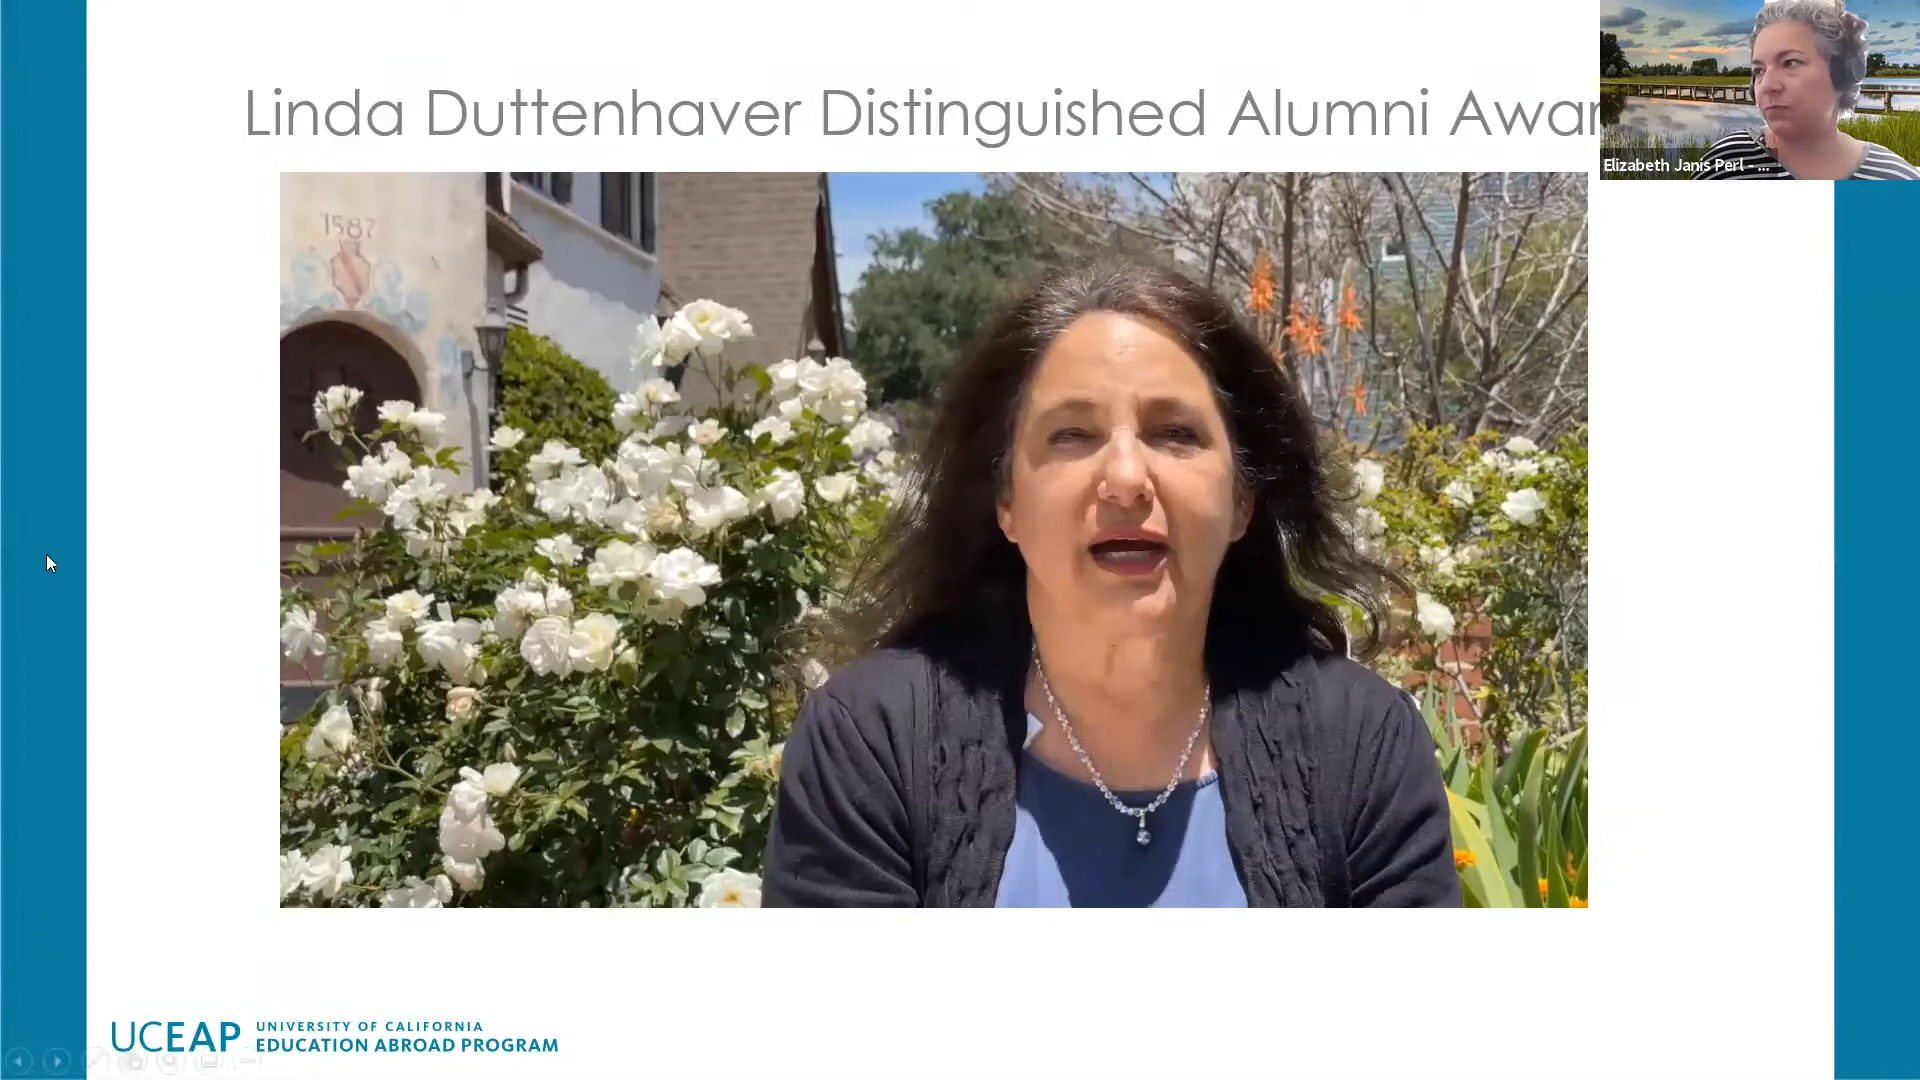 Linda Duttenhaver Distinguished Alumni Awar
Elizabeth Janis Perl - ...
1587
UCEAP
UNIVERSITY OF CALIFORNIA
EDUCATION ABROAD PROGRAM